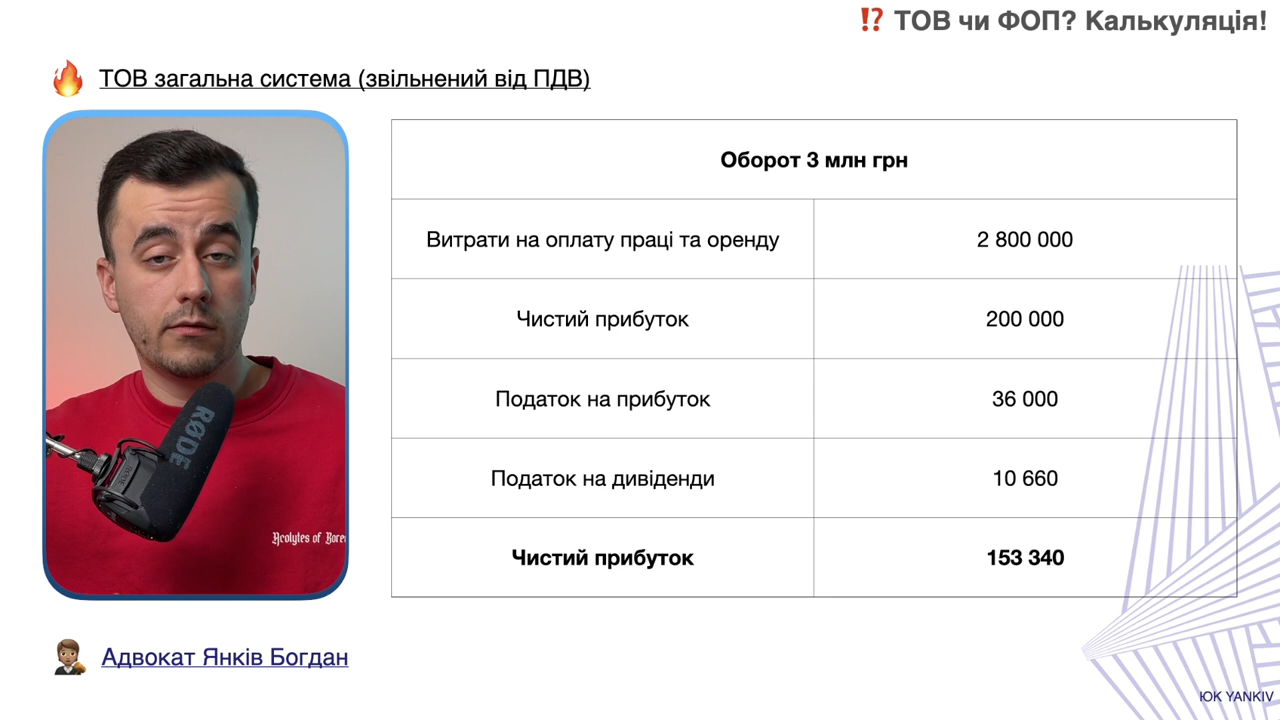 ⁉️ ТОВ чи ФОП? Калькуляція!
🔥 ТОВ загальна система (звільнений від ПДВ)
Оборот 3 млн грн
Витрати на оплату праці та оренду 2 800 000
Чистий прибуток 200 000
Податок на прибуток 36 000
Податок на дивіденди 10 660
Чистий прибуток 153 340
RØDE
Acolytes of
Адвокат Янків Богдан
ЮК YANKIV